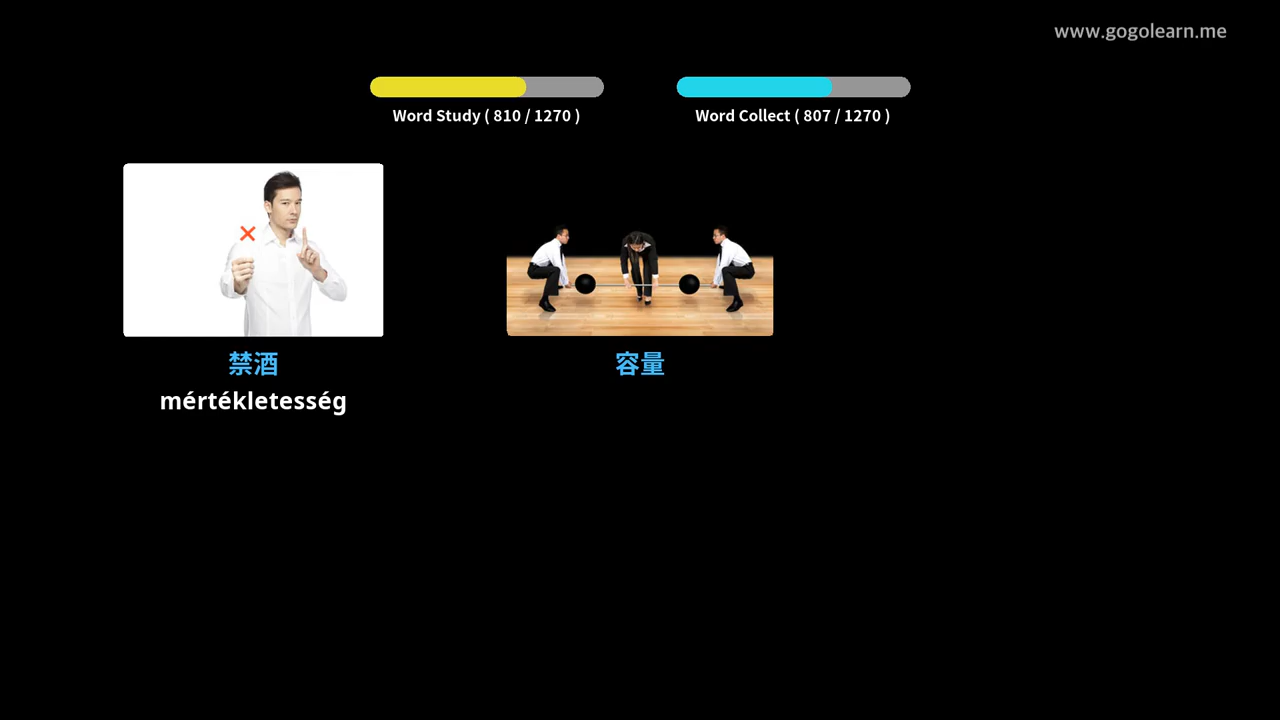 www.gogolearn.me
Word Study ( 810 / 1270 )
Word Collect ( 807 / 1270 )
禁酒
mértékletesség
容量